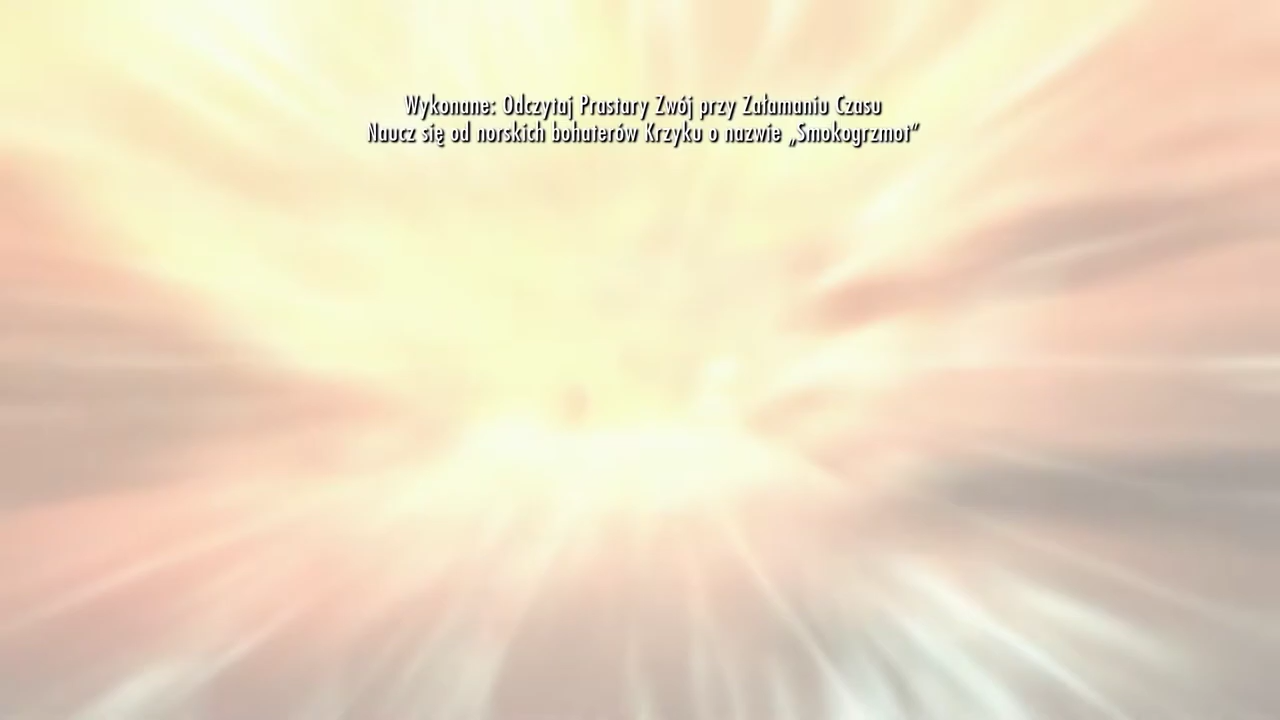 Wykonane: Odczytaj Prastary Zwój przy Załamaniu Czasu
Naucz się od norskich bohaterów Krzyku o nazwie „Smokogrzmot”